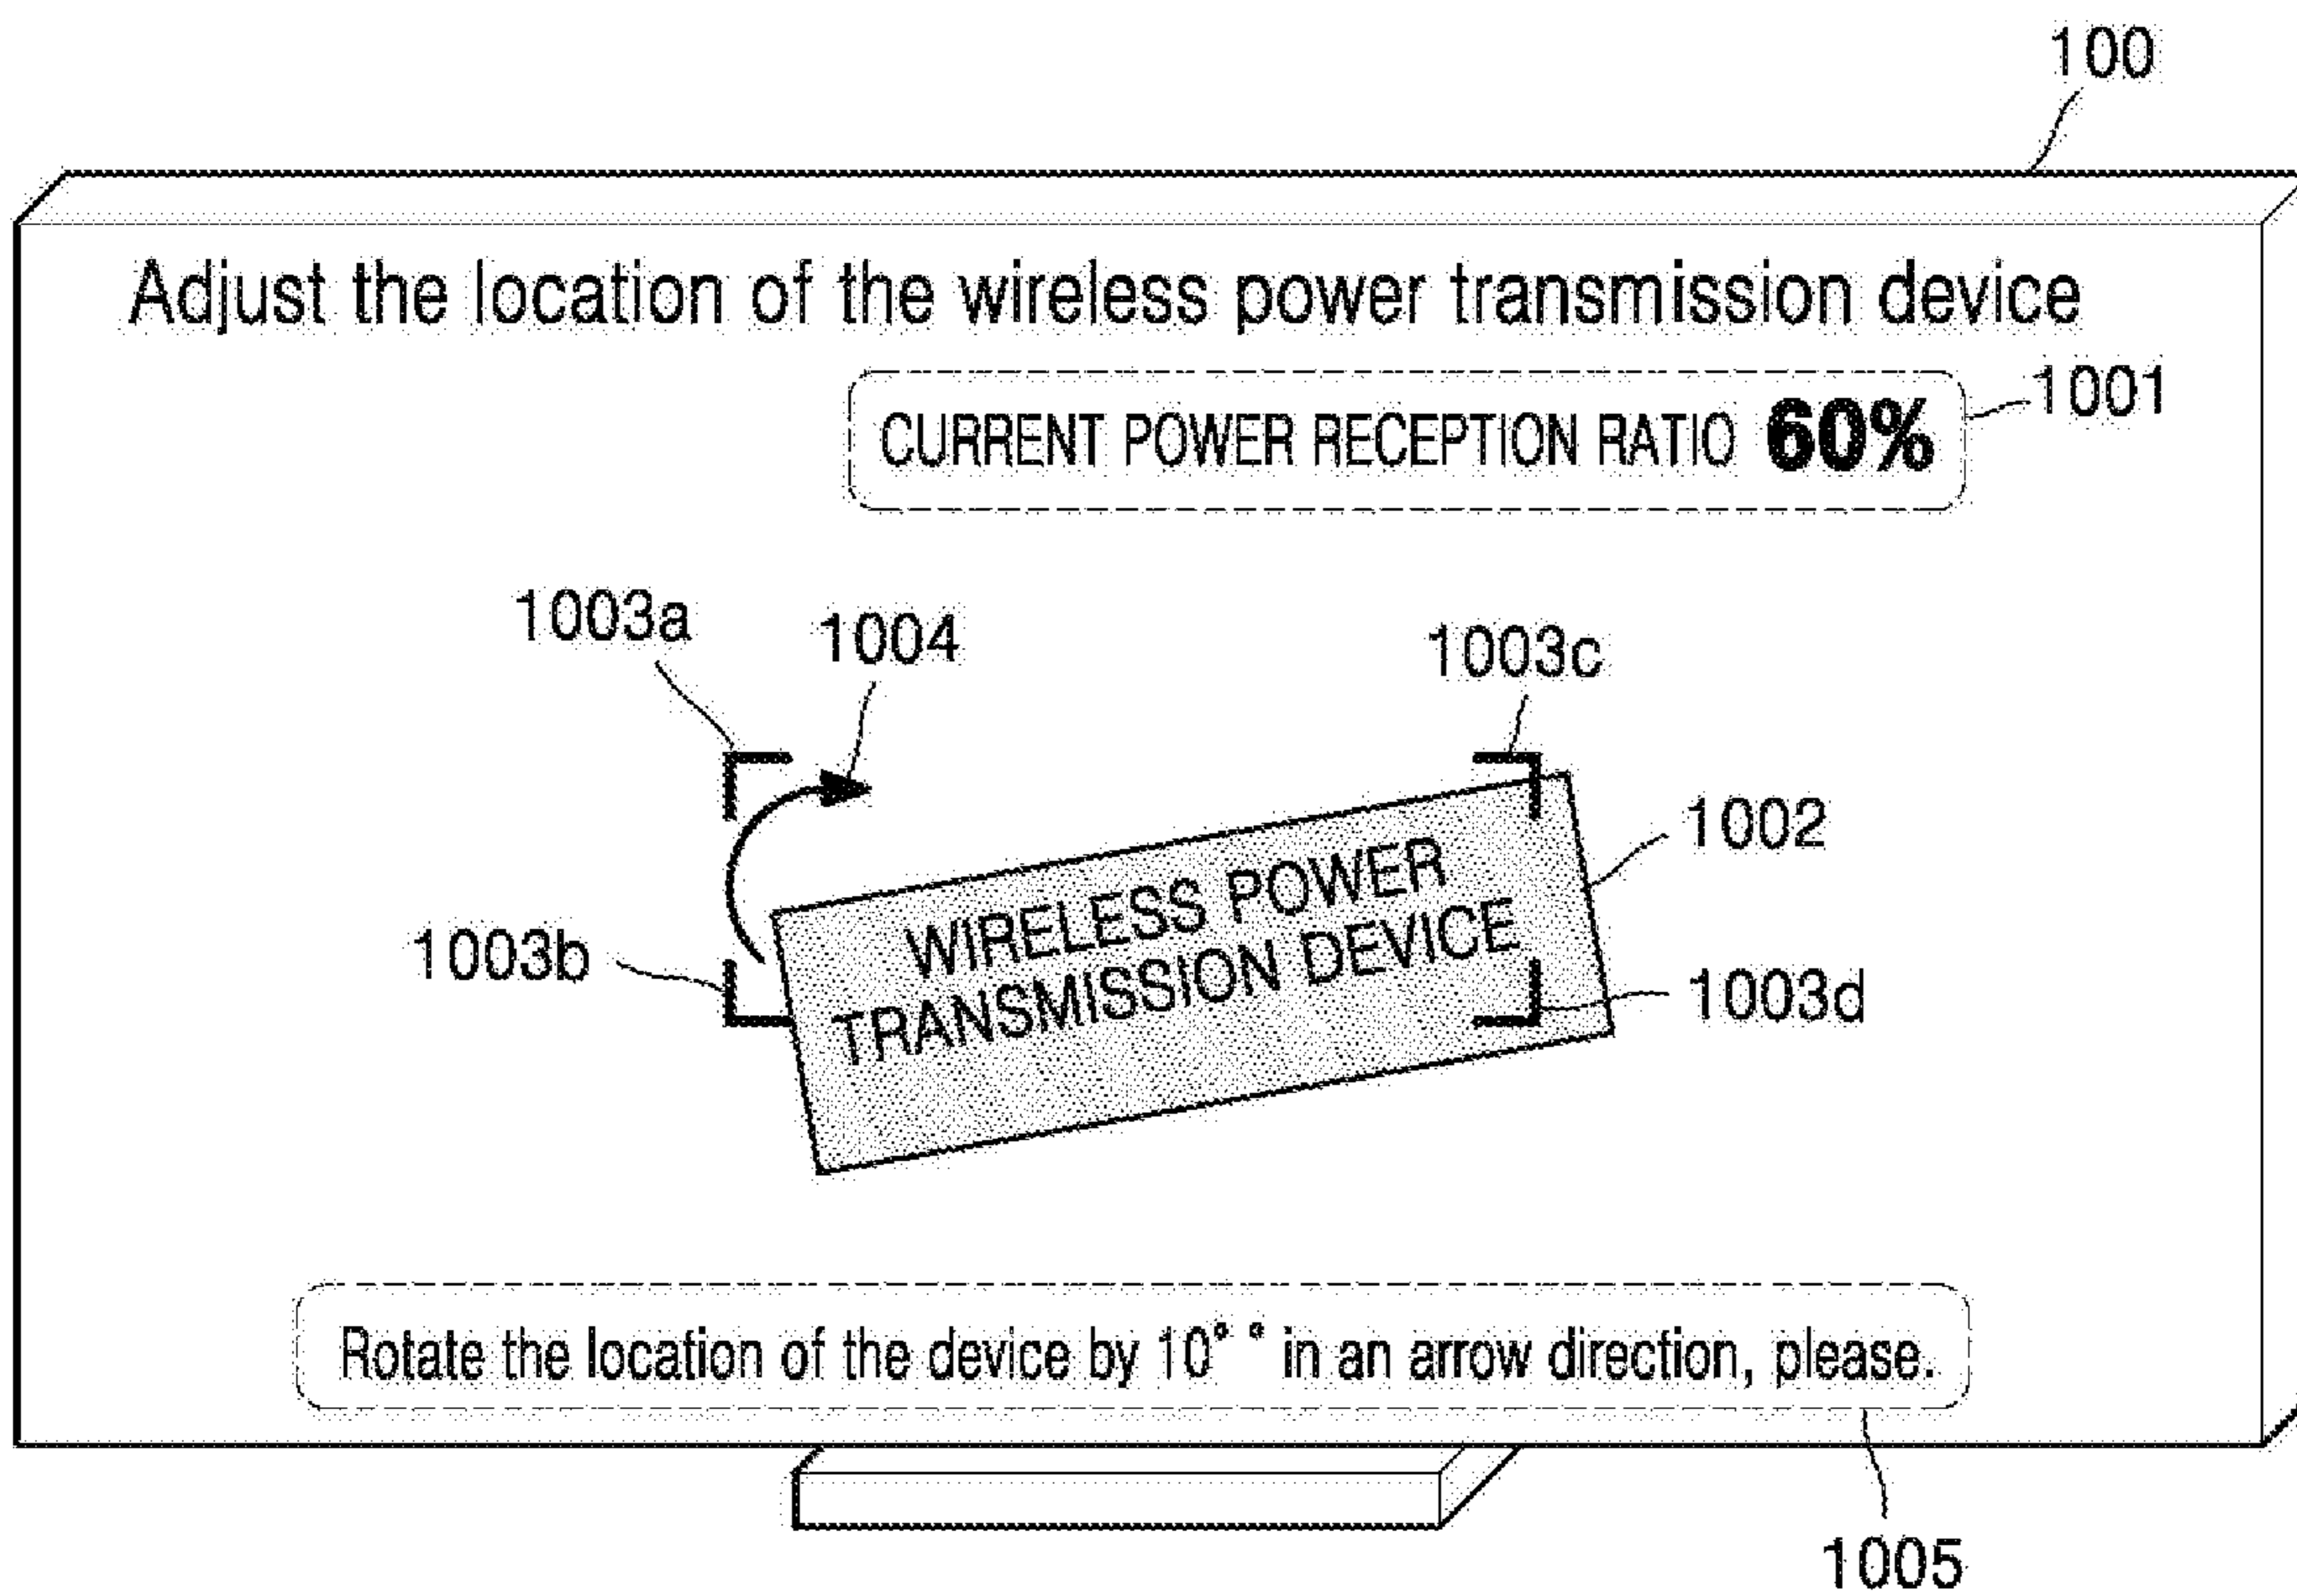 100
Adjust the location of the wireless power transmission device
CURRENT POWER RECEPTION RATIO 60%
1001
1003a
1004
1003c
1002
WIRELESS POWER
TRANSMISSION DEVICE
1003b
1003d
Rotate the location of the device by 10° ° in an arrow direction, please.
1005